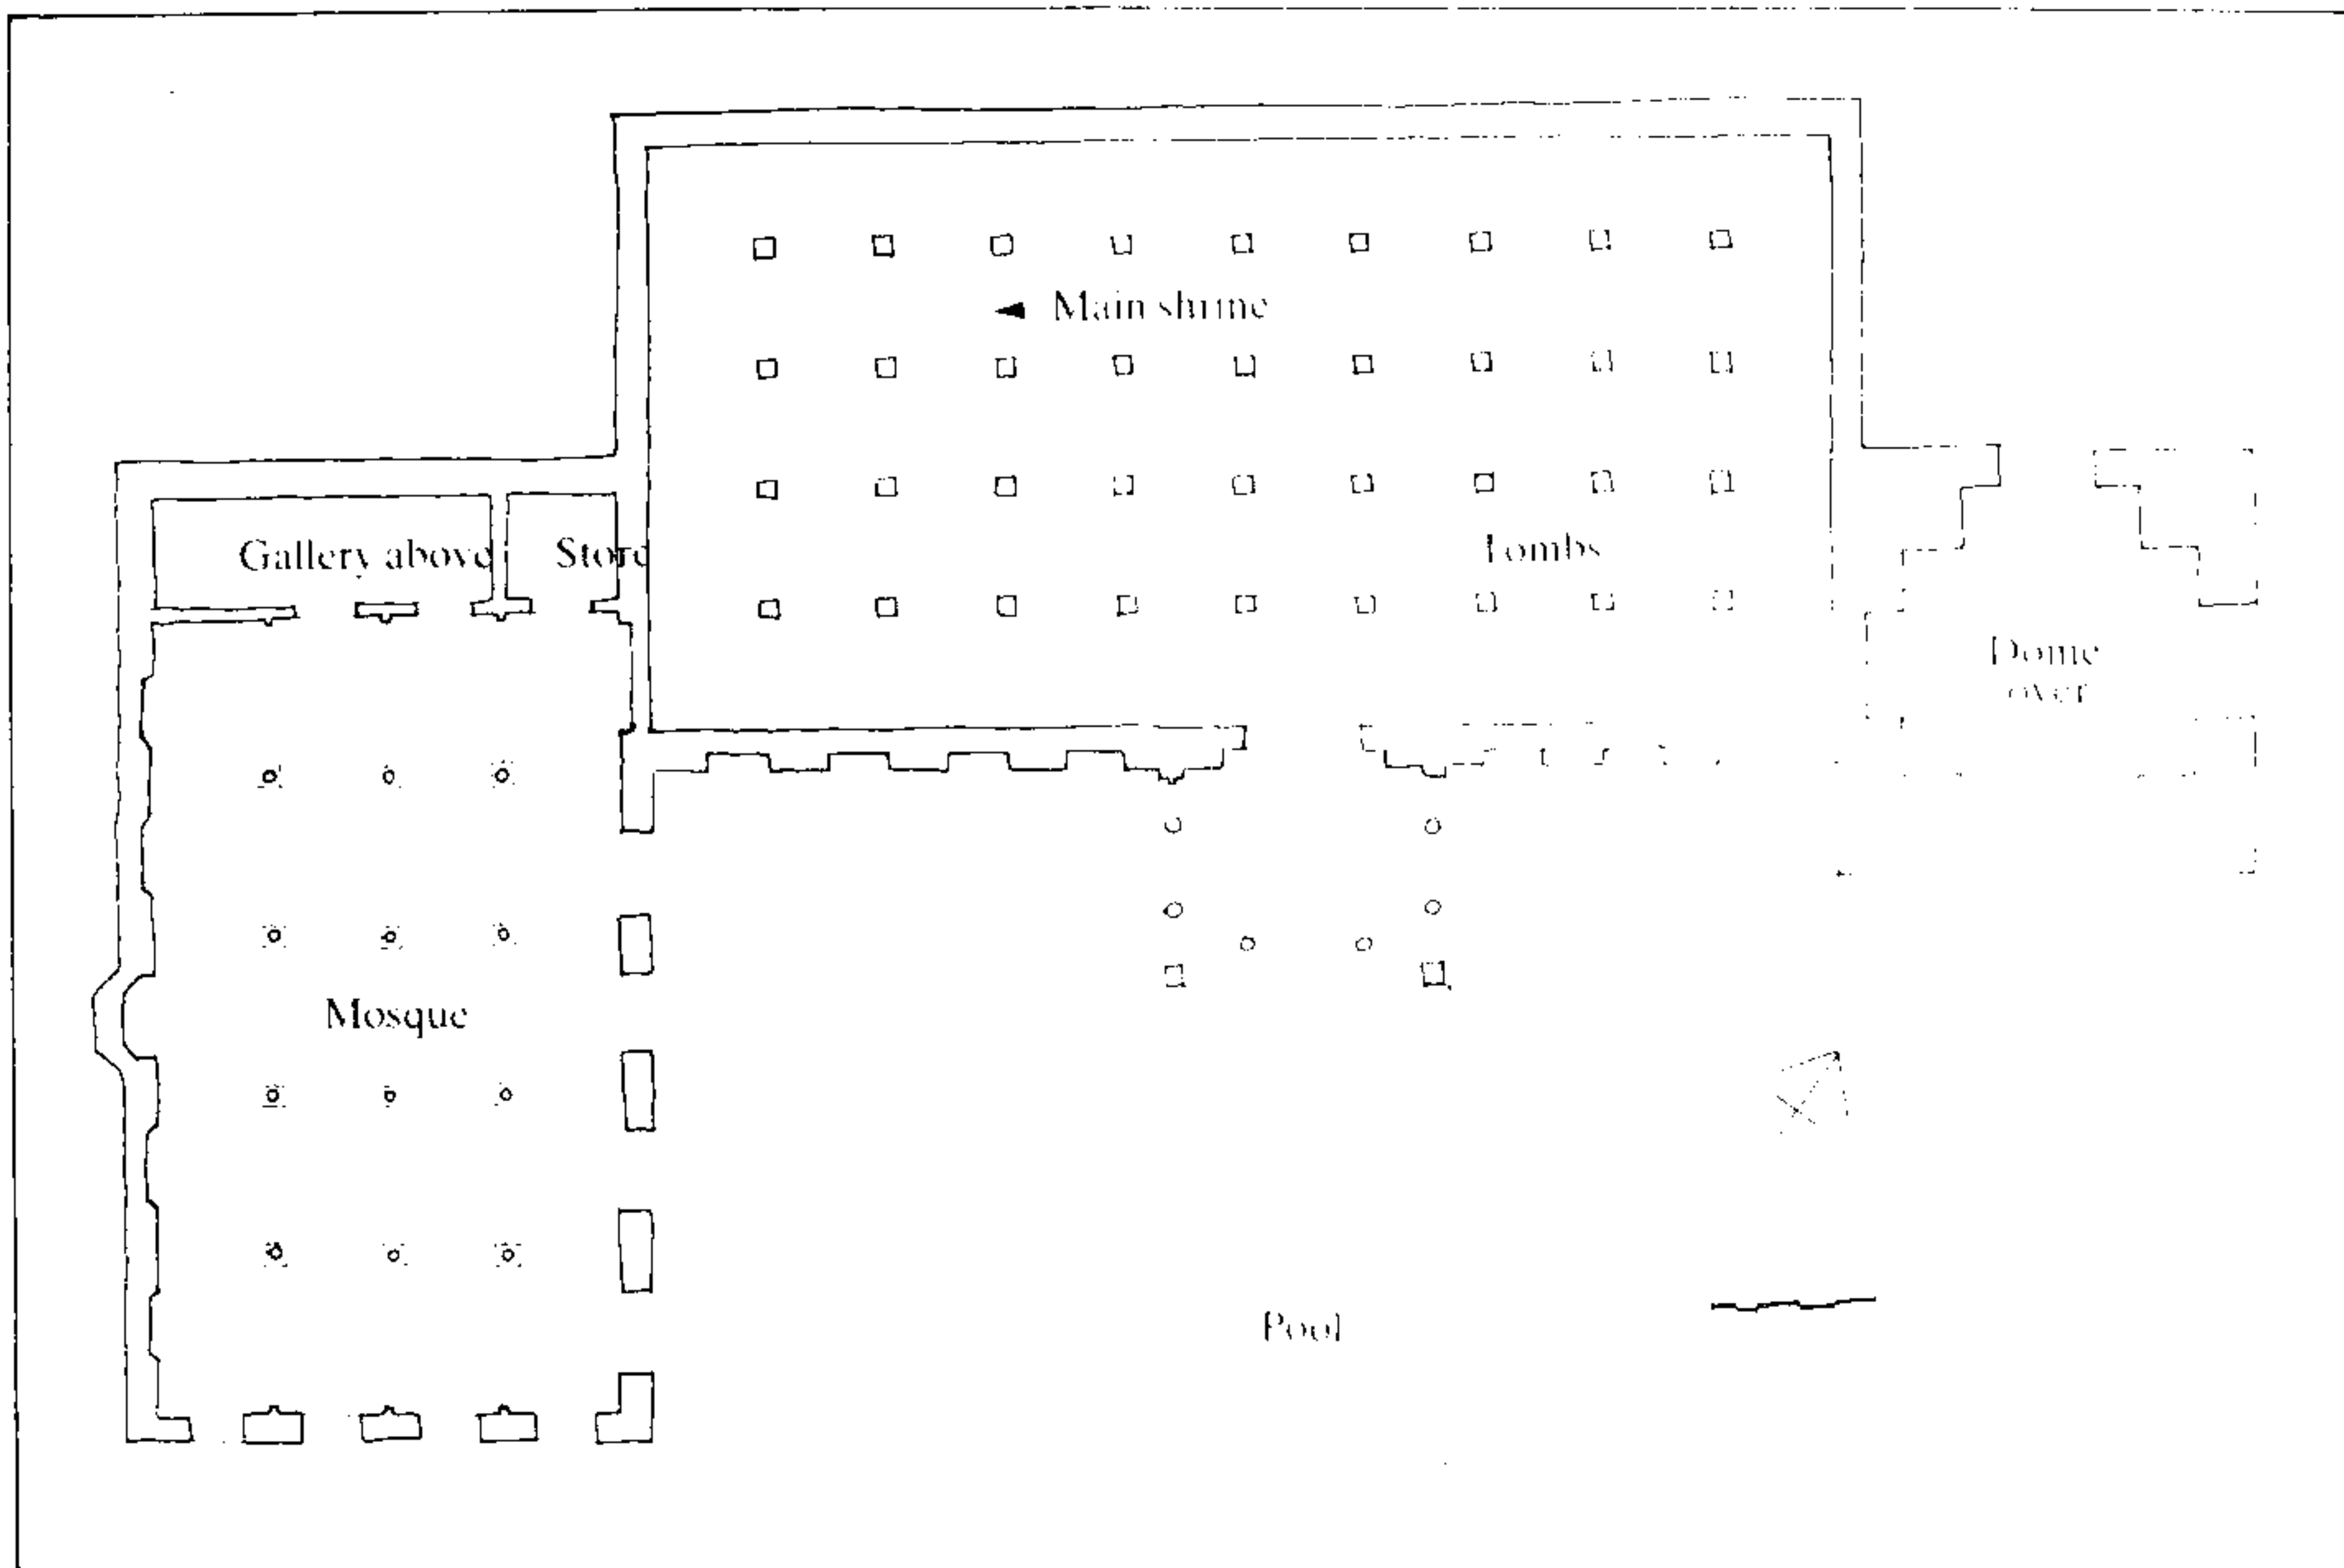 Main shrine
Gallery above
Store
Tombs
Dome
over
Mosque
Pool